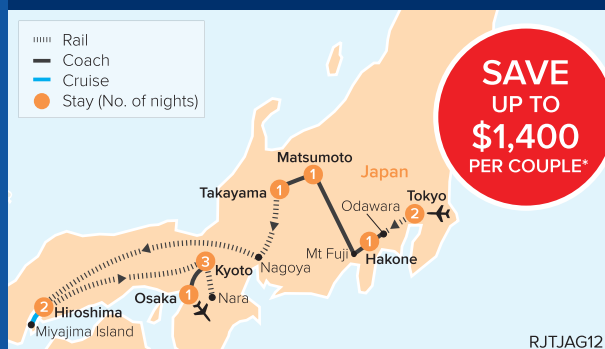 Rail
Coach
Cruise
Stay (No. of nights)
SAVE
UP TO
$1,400
PER COUPLE*
Matsumoto
1
Japan
Takayama
1
Tokyo
2
Odawara
Mt Fuji
1
Hakone
Nagoya
3
Kyoto
Osaka
1
Nara
2
Hiroshima
Miyajima Island
RJTJAG12